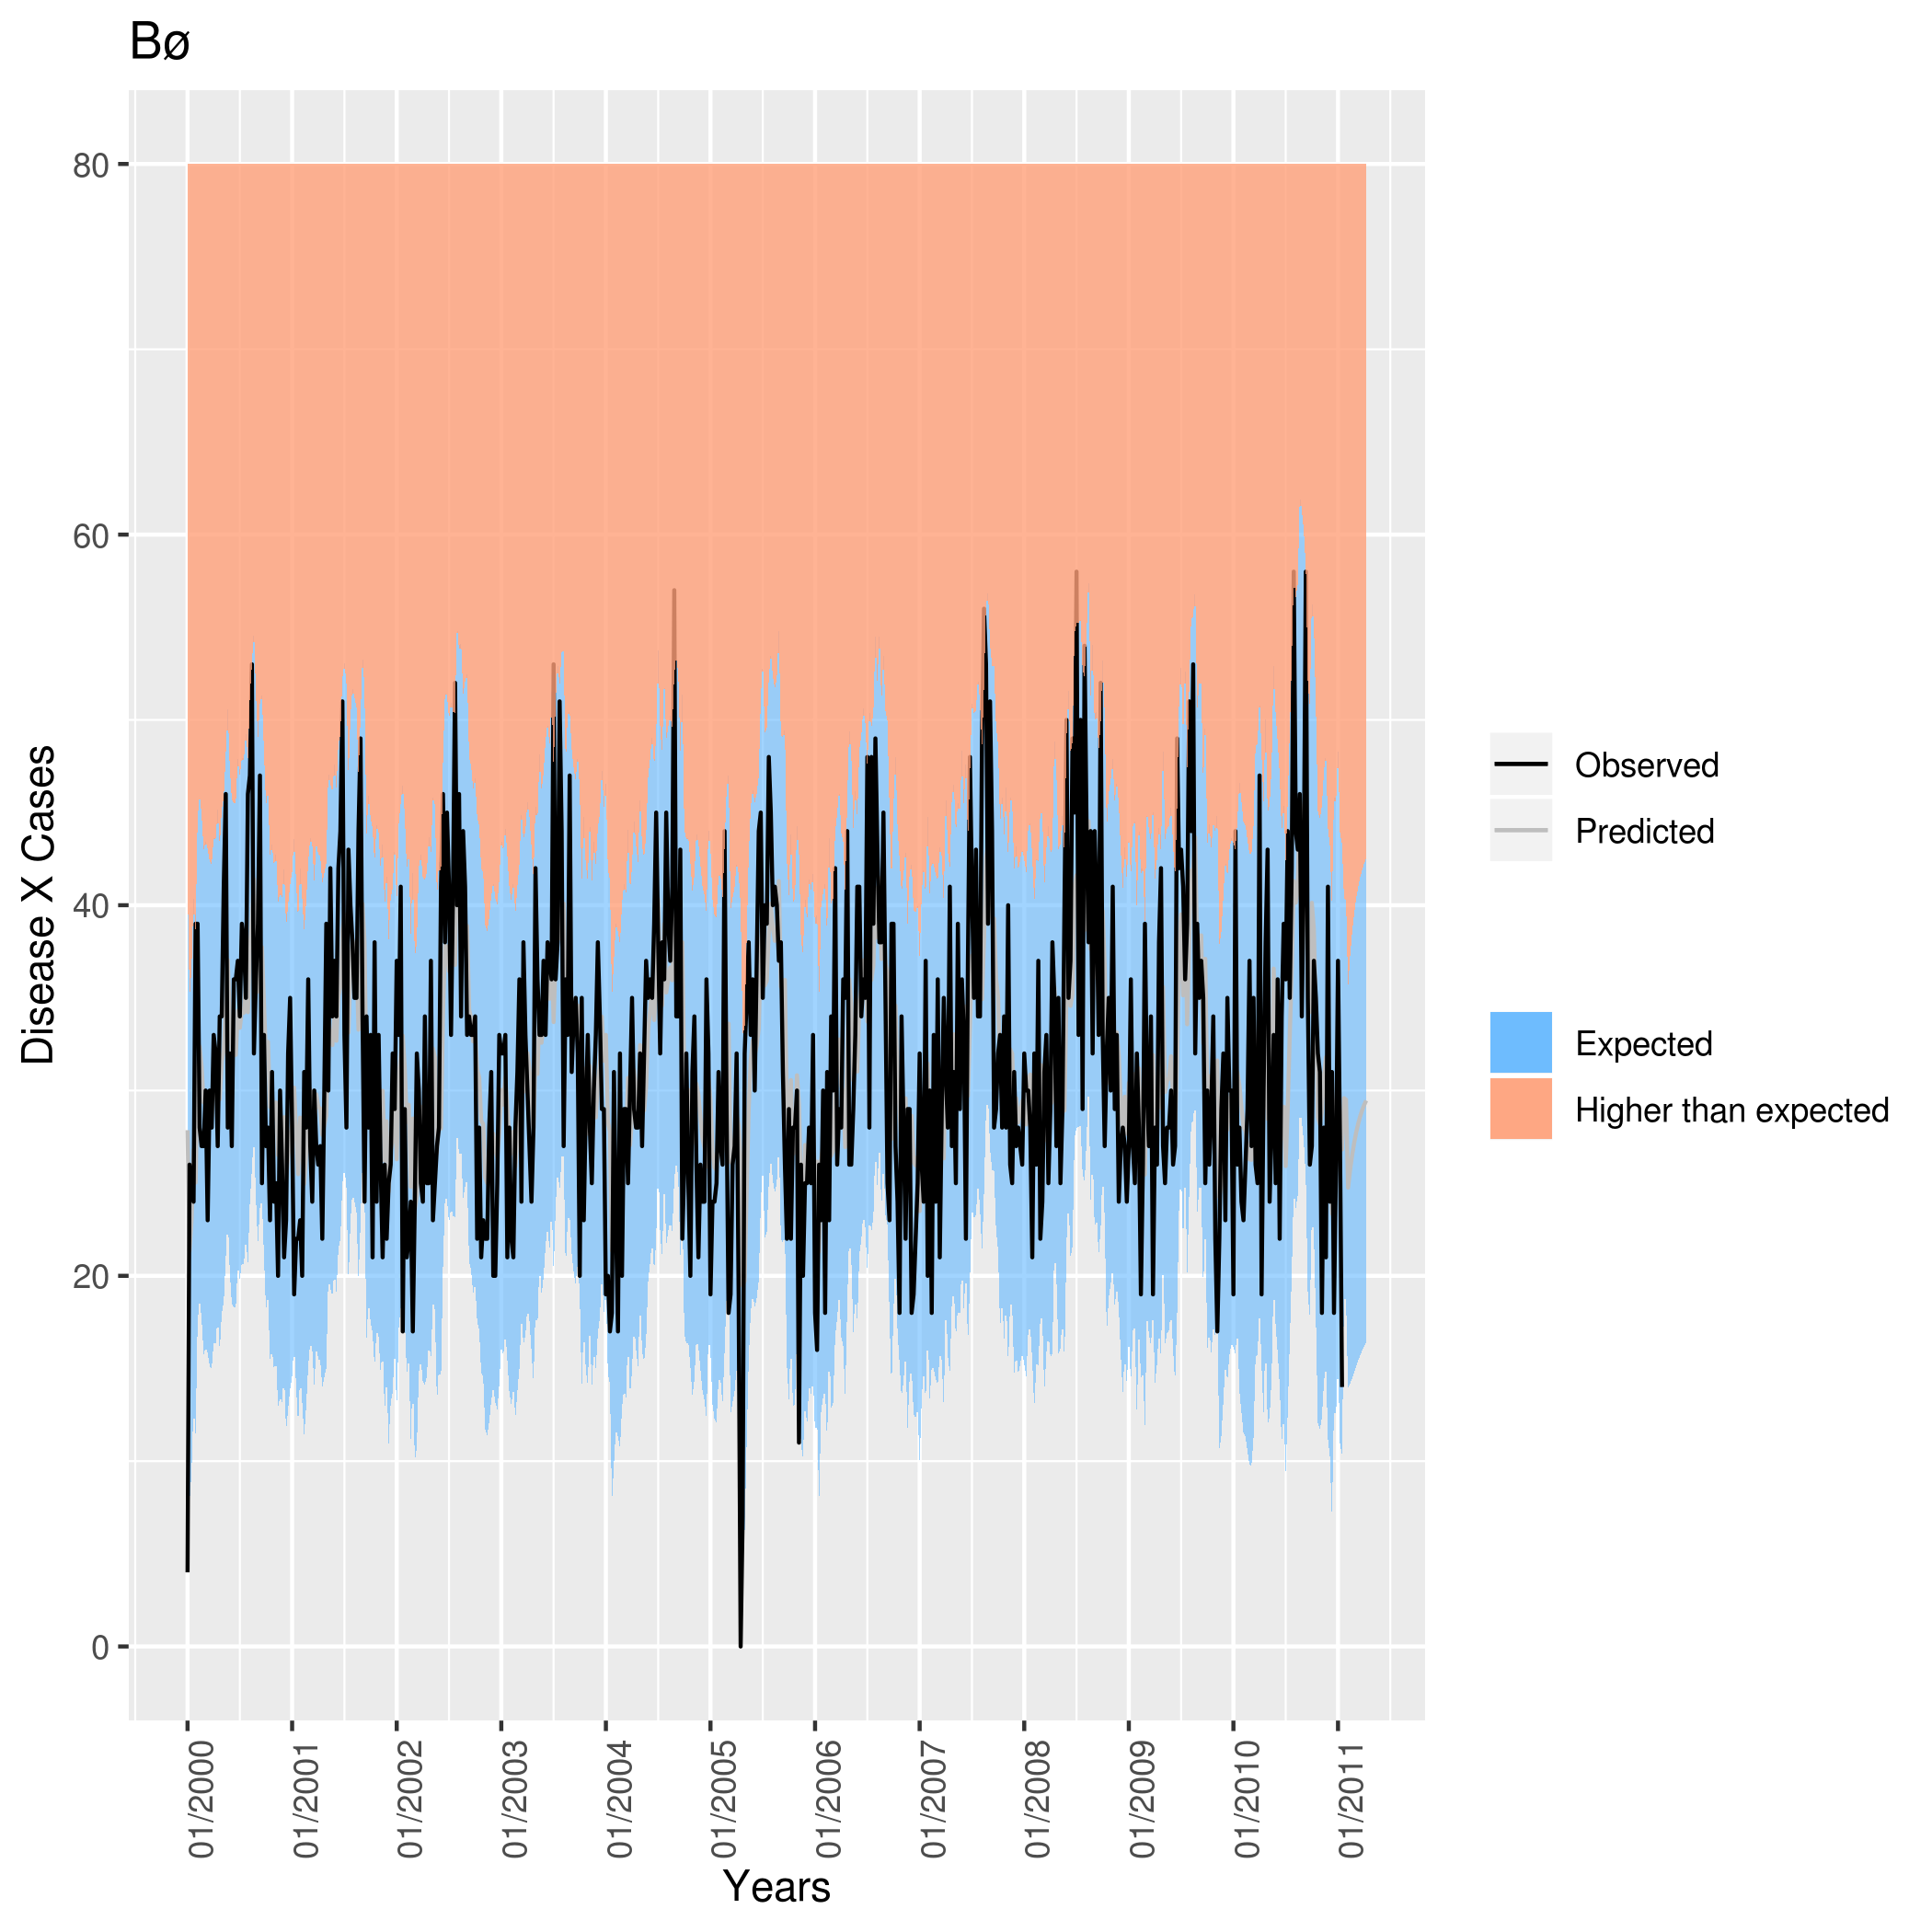 Bø
80
60
40
20
0
Disease X Cases
01/2000
01/2001
01/2002
01/2003
01/2004
01/2005
01/2006
01/2007
01/2008
01/2009
01/2010
01/2011
Years
Observed
Predicted
Expected
Higher than expected